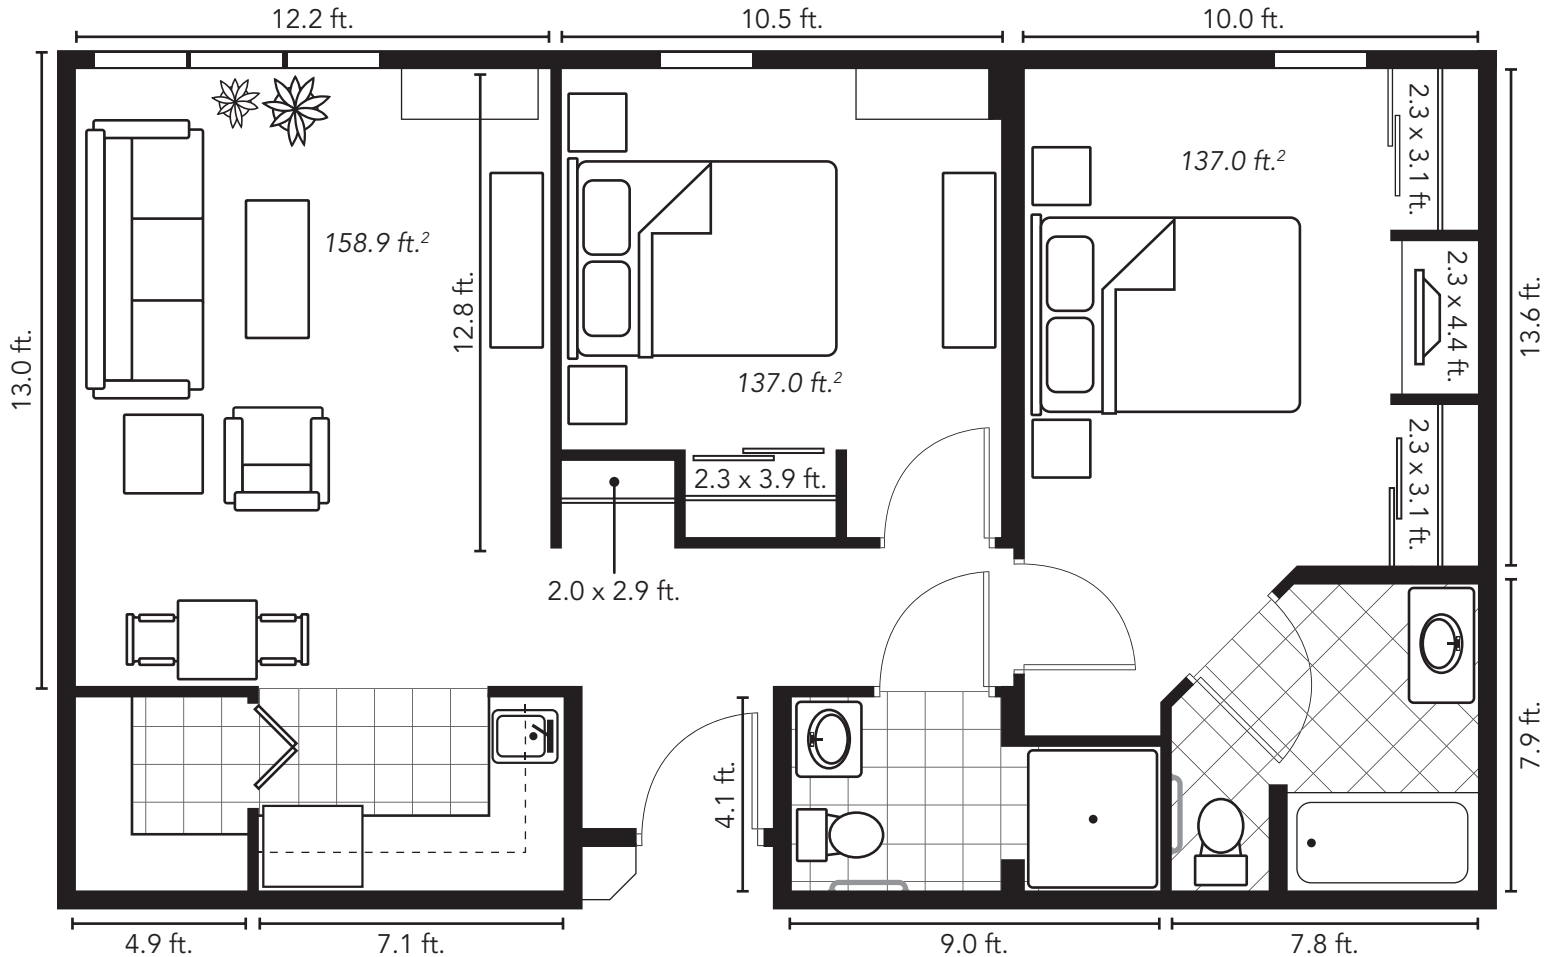 12.2 ft.
10.5 ft.
10.0 ft.
2.3 x 3.1 ft.
137.0 ft.²
158.9 ft.²
12.8 ft.
2.3 x 4.4 ft.
13.6 ft.
13.0 ft.
137.0 ft.²
2.3 x 3.9 ft.
2.3 x 3.1 ft.
2.0 x 2.9 ft.
7.9 ft.
4.1 ft.
4.9 ft.
7.1 ft.
9.0 ft.
7.8 ft.